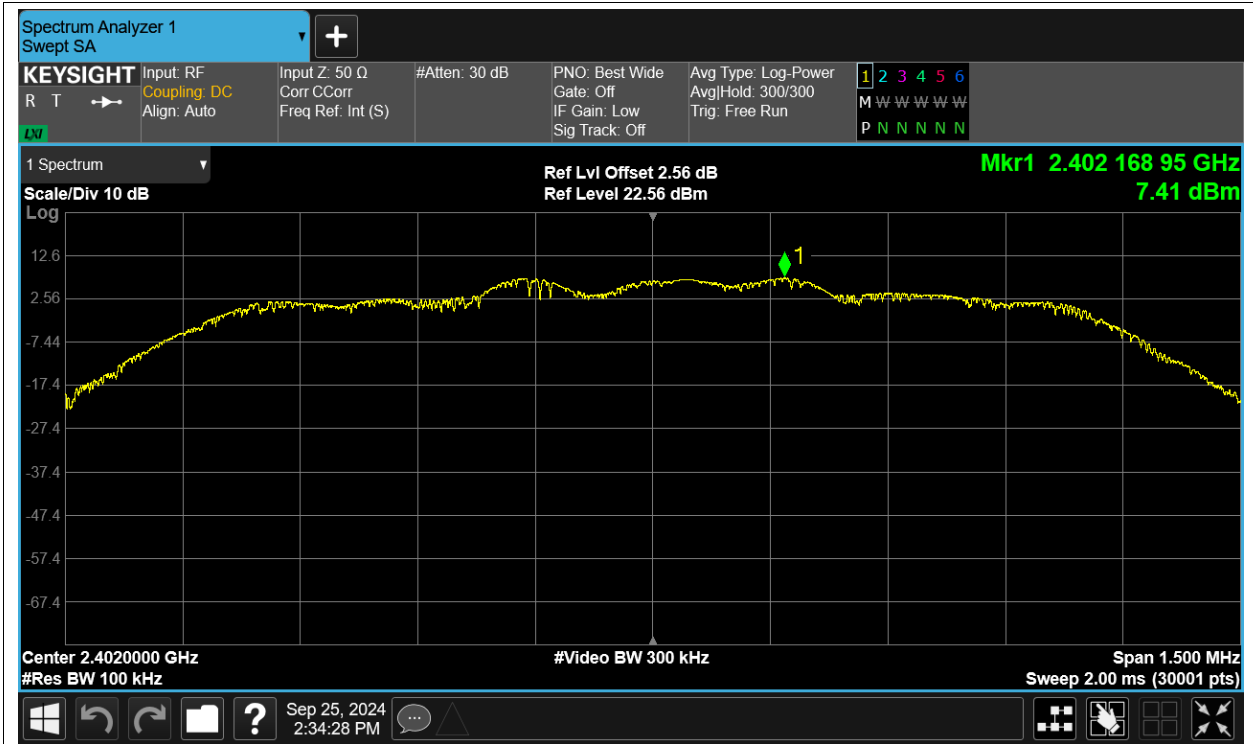 Spectrum Analyzer 1
Swept SA
+
KEYSIGHT
R T
LXI
Input: RF
Coupling: DC
Align: Auto
Input Z: 50 Ω
Corr CCorr
Freq Ref: Int (S)
#Atten: 30 dB
PNO: Best Wide
Gate: Off
IF Gain: Low
Sig Track: Off
Avg Type: Log-Power
Avg|Hold: 300/300
Trig: Free Run
1 2 3 4 5 6
M W W W W W
P N N N N N
1 Spectrum
Scale/Div 10 dB
Log
Ref Lvl Offset 2.56 dB
Ref Level 22.56 dBm
Mkr1 2.402 168 95 GHz
7.41 dBm
1
12.6
2.56
-7.44
-17.4
-27.4
-37.4
-47.4
-57.4
-67.4
Center 2.4020000 GHz
#Res BW 100 kHz
#Video BW 300 kHz
Span 1.500 MHz
Sweep 2.00 ms (30001 pts)
?
Sep 25, 2024
2:34:28 PM